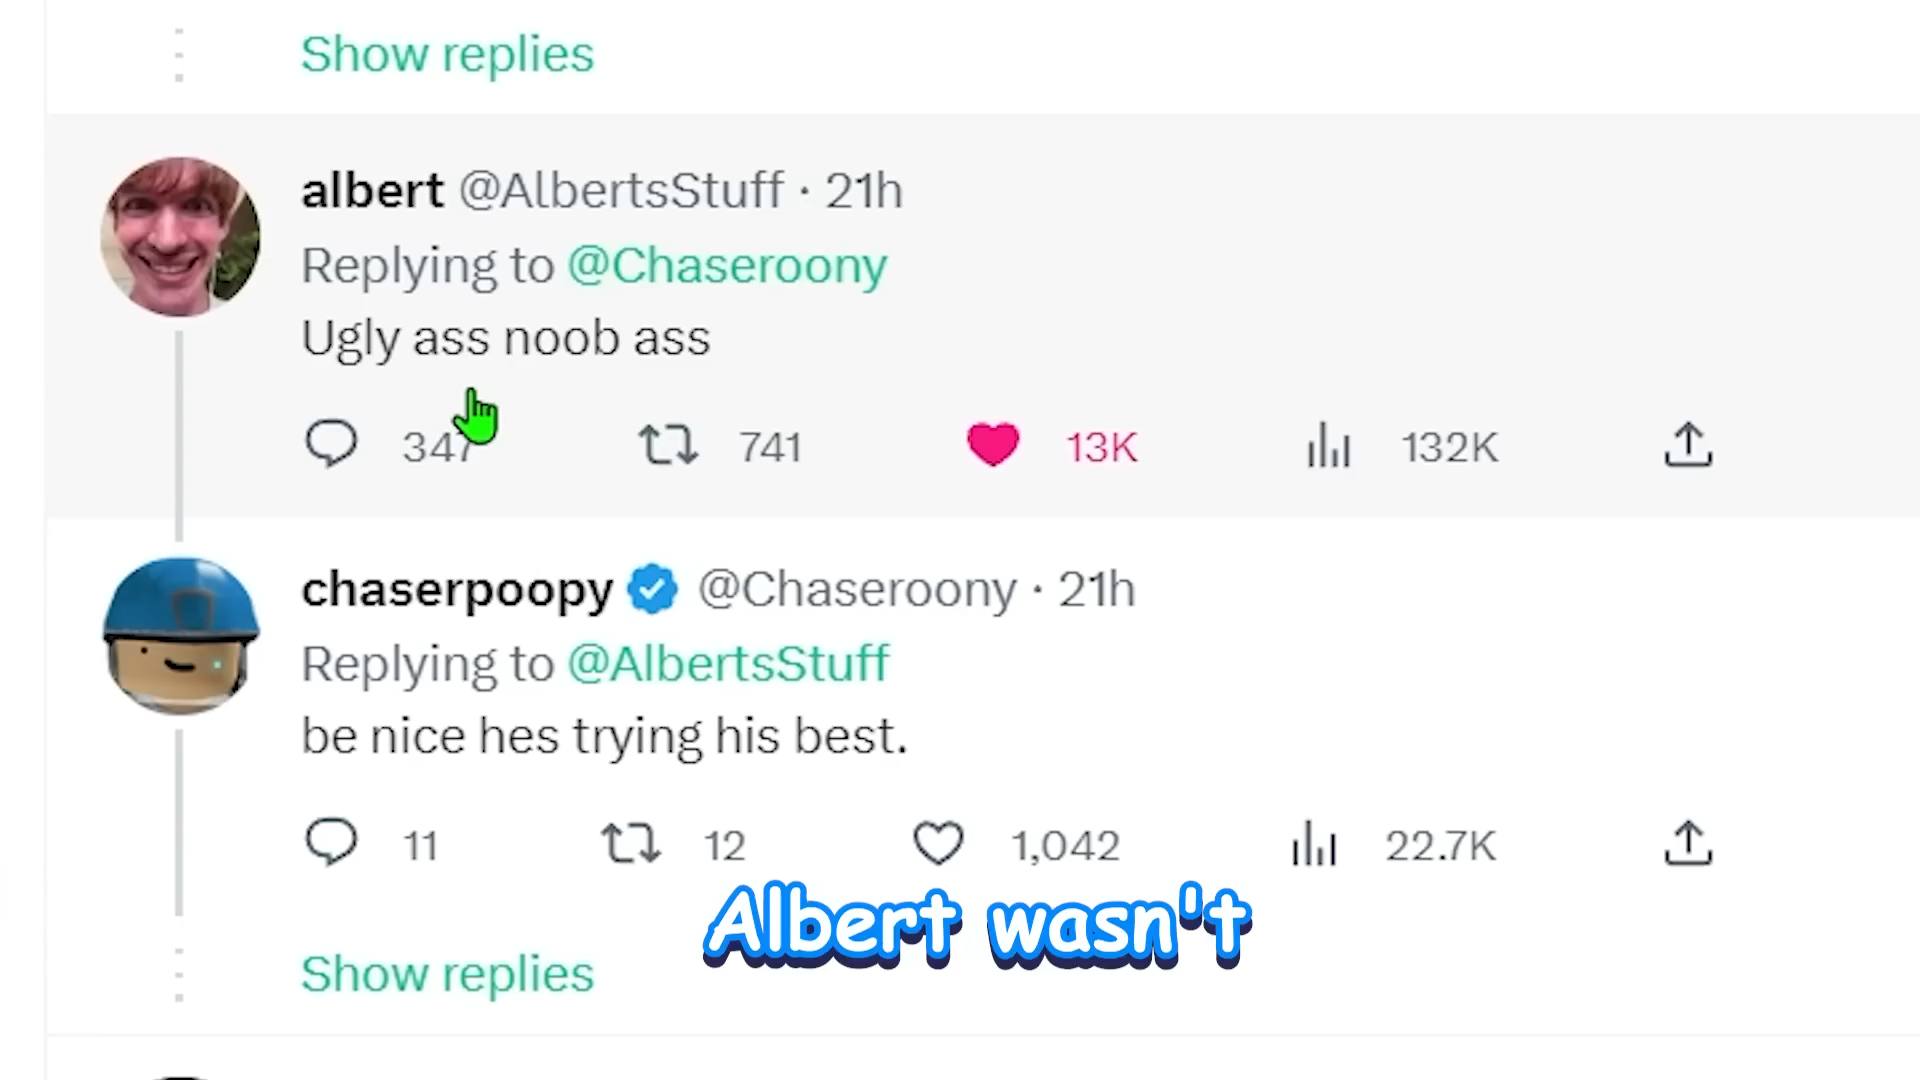 Show replies
albert @AlbertsStuff · 21h
Replying to @Chaseroony
Ugly ass noob ass
347 741 13K 132K
chaserpoopy @Chaseroony · 21h
Replying to @AlbertsStuff
be nice hes trying his best.
11 12 1,042 22.7K
Albert wasn't
Show replies